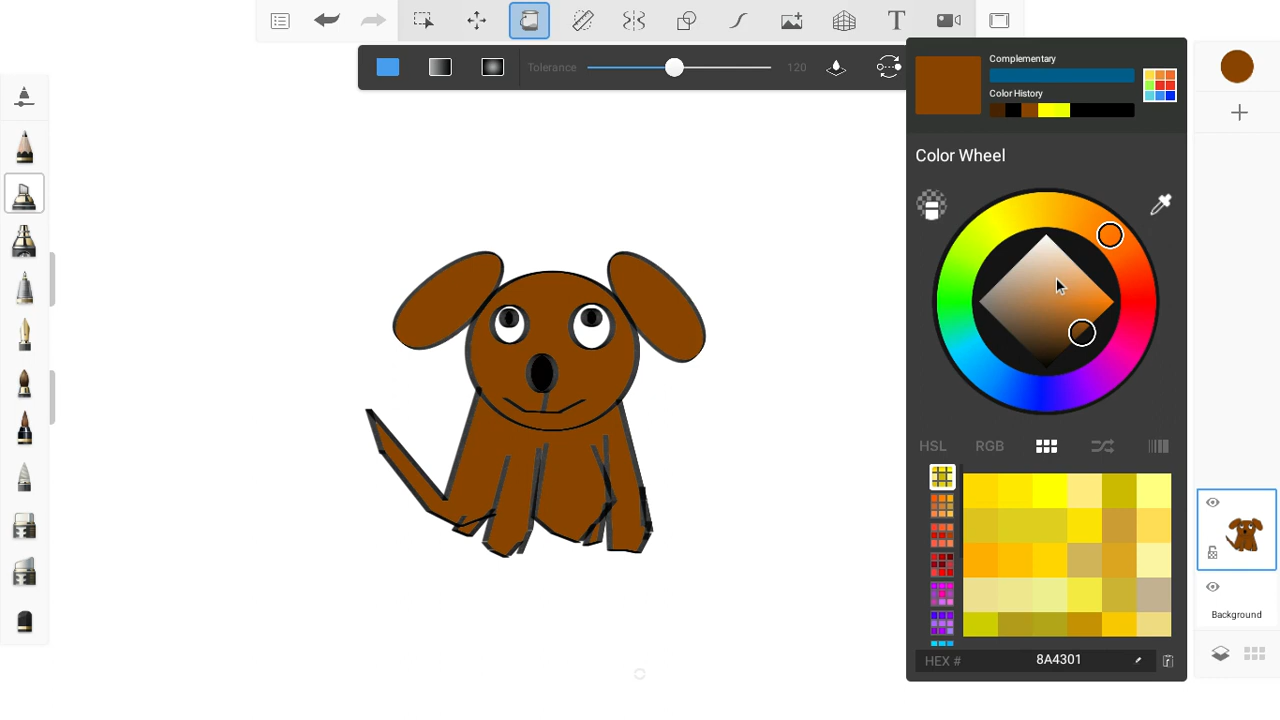 T
Tolerance 120
Complementary
Color History
Color Wheel
HSL RGB
Background
HEX # 8A4301